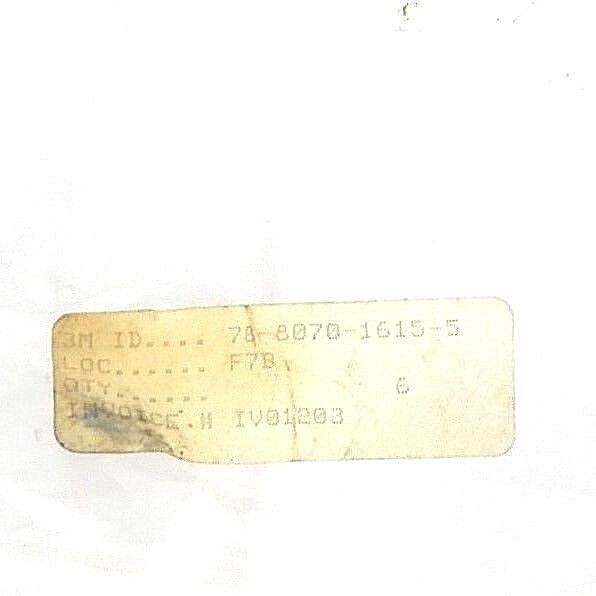 3M ID.... 78-8070-1615-5
LOC...... F7B
QTY...... 6
INVOICE.# IV01203